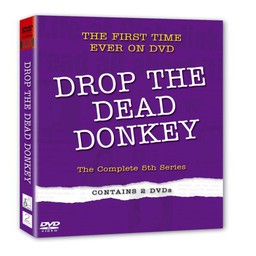 THE FIRST TIME
EVER ON DVD
DROP THE
DEAD
DONKEY
The Complete 5th Series
CONTAINS 2 DVDs
DVD
VIDEO
DROP THE DEAD DONKEY